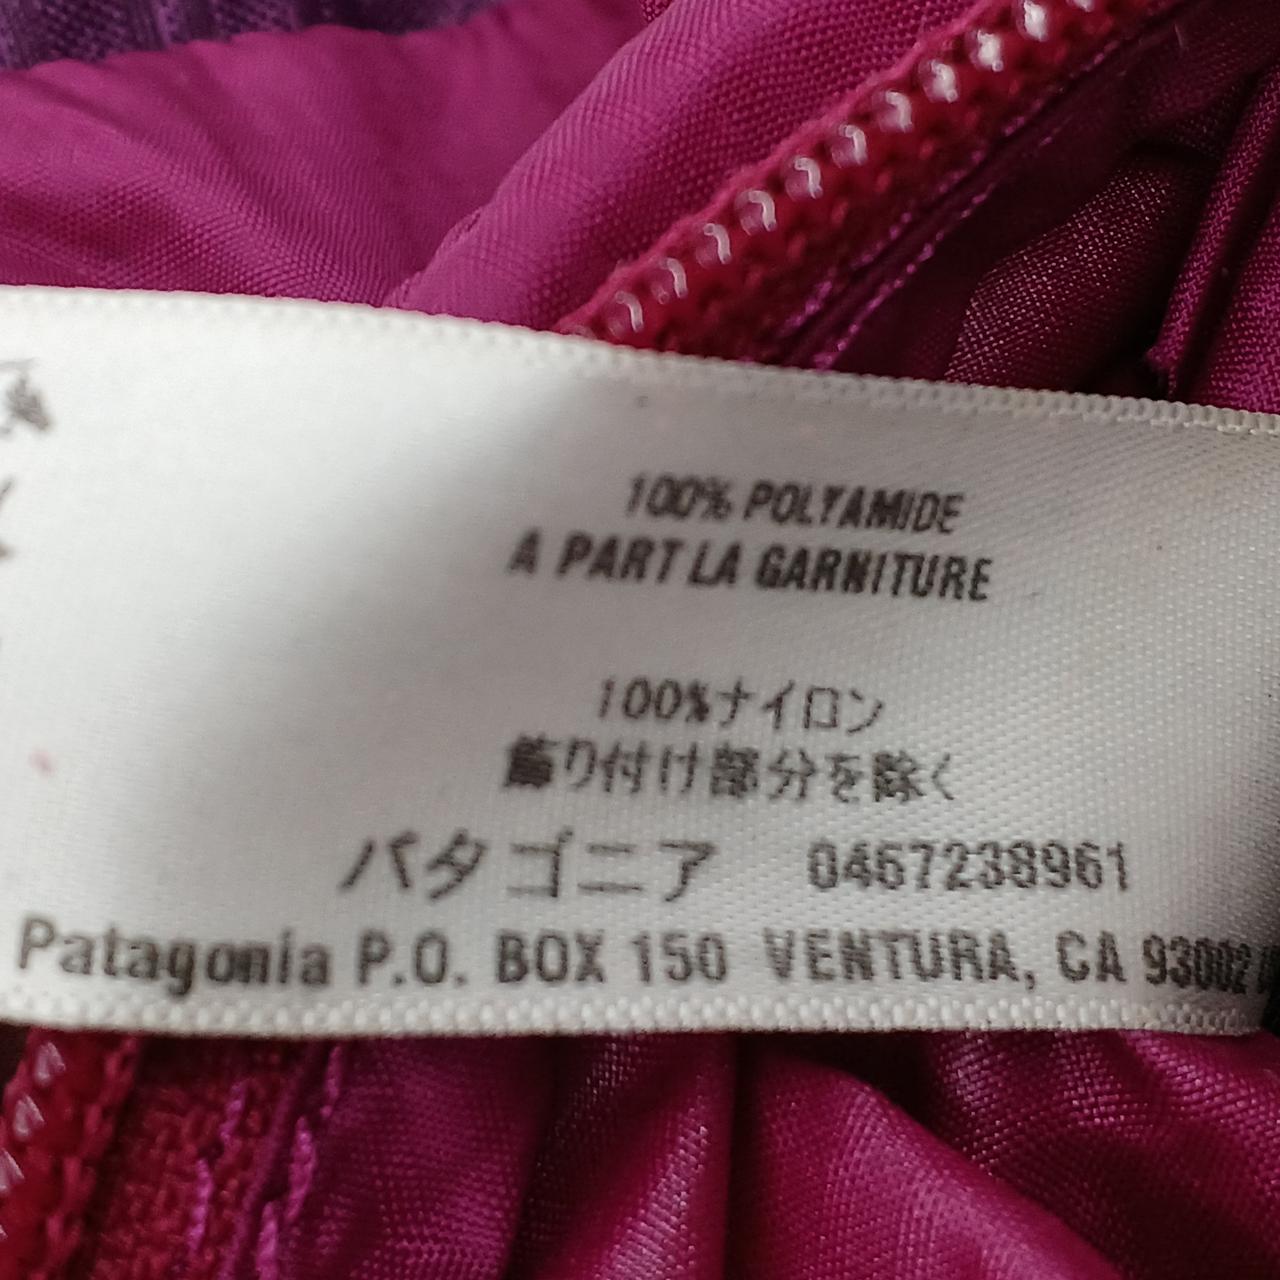 100% POLYAMIDE
A PART LA GARNITURE
100%ナイロン
飾り付け部分を除く
パタゴニア 0467238961
Patagonia P.O. BOX 150 VENTURA, CA 93002